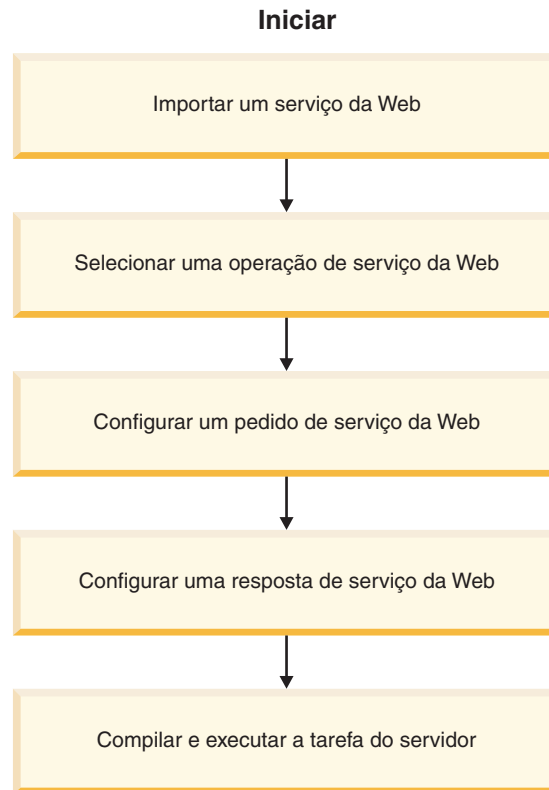 Iniciar
Importar um serviço da Web
Selecionar uma operação de serviço da Web
Configurar um pedido de serviço da Web
Configurar uma resposta de serviço da Web
Compilar e executar a tarefa do servidor